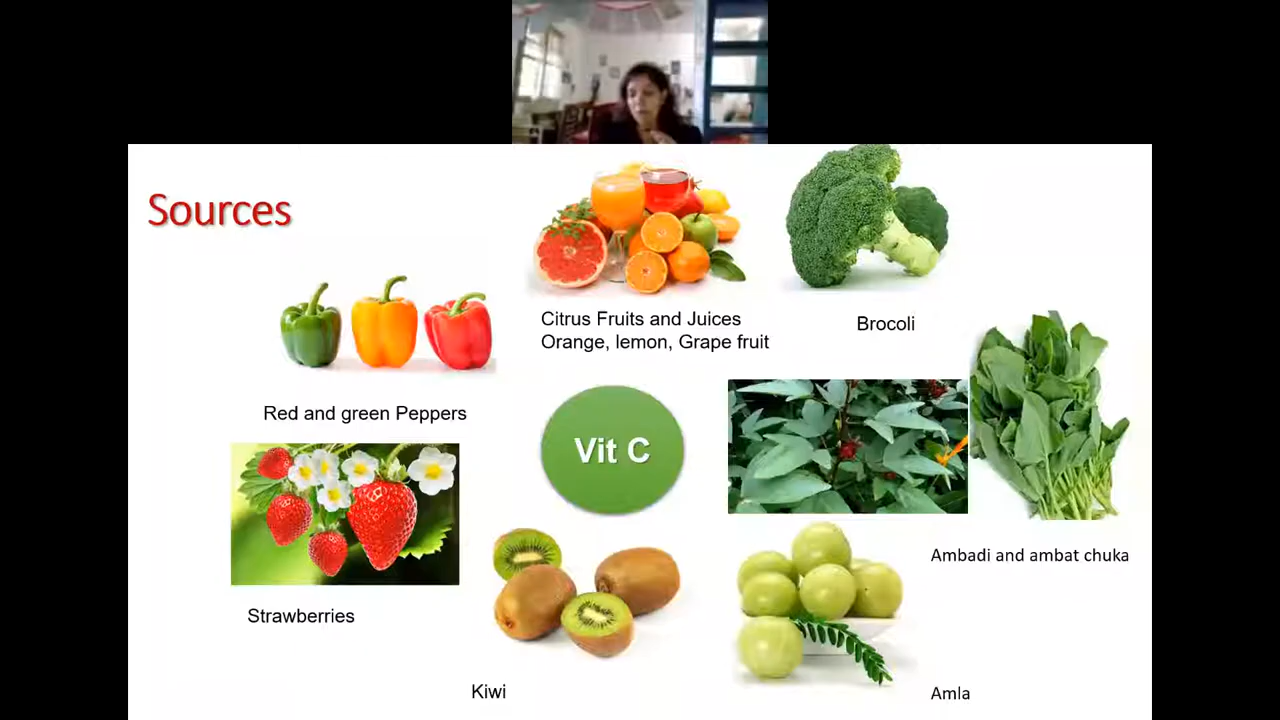 Sources
Citrus Fruits and Juices
Orange, lemon, Grape fruit
Brocoli
Red and green Peppers
Vit C
Ambadi and ambat chuka
Strawberries
Kiwi
Amla